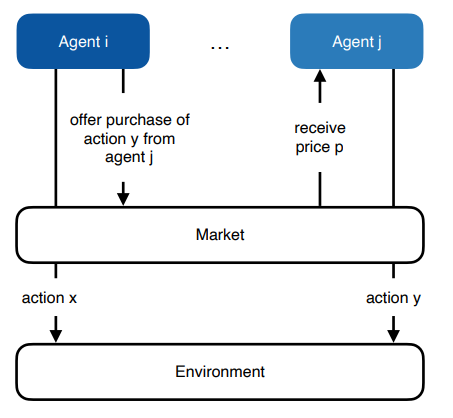 Agent i
...
Agent j
offer purchase of
action y from
agent j
receive
price p
Market
action x
action y
Environment